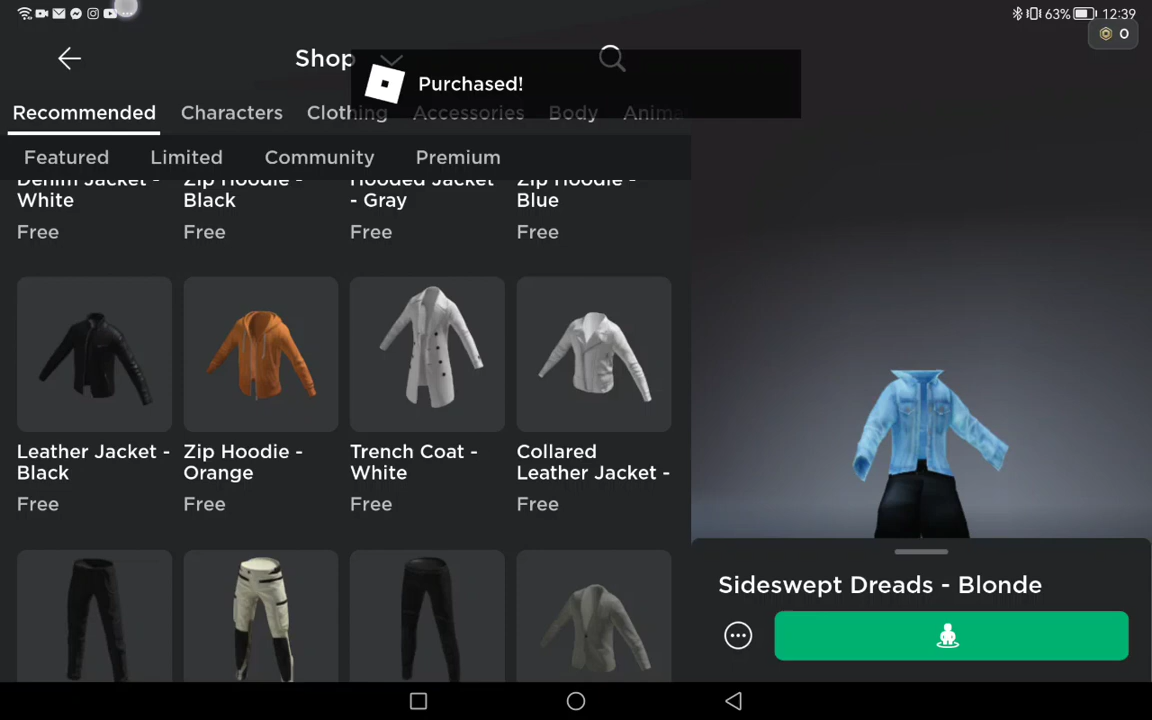 63% 12:39
0
Shop
Purchased!
Recommended Characters Clothing Accessories Body Anima
Featured Limited Community Premium
Denim Jacket - White
Free
Zip Hoodie - Black
Free
Hooded Jacket - Gray
Free
Zip Hoodie - Blue
Free
Leather Jacket - Black
Free
Zip Hoodie - Orange
Free
Trench Coat - White
Free
Collared Leather Jacket -
Free
Sideswept Dreads - Blonde